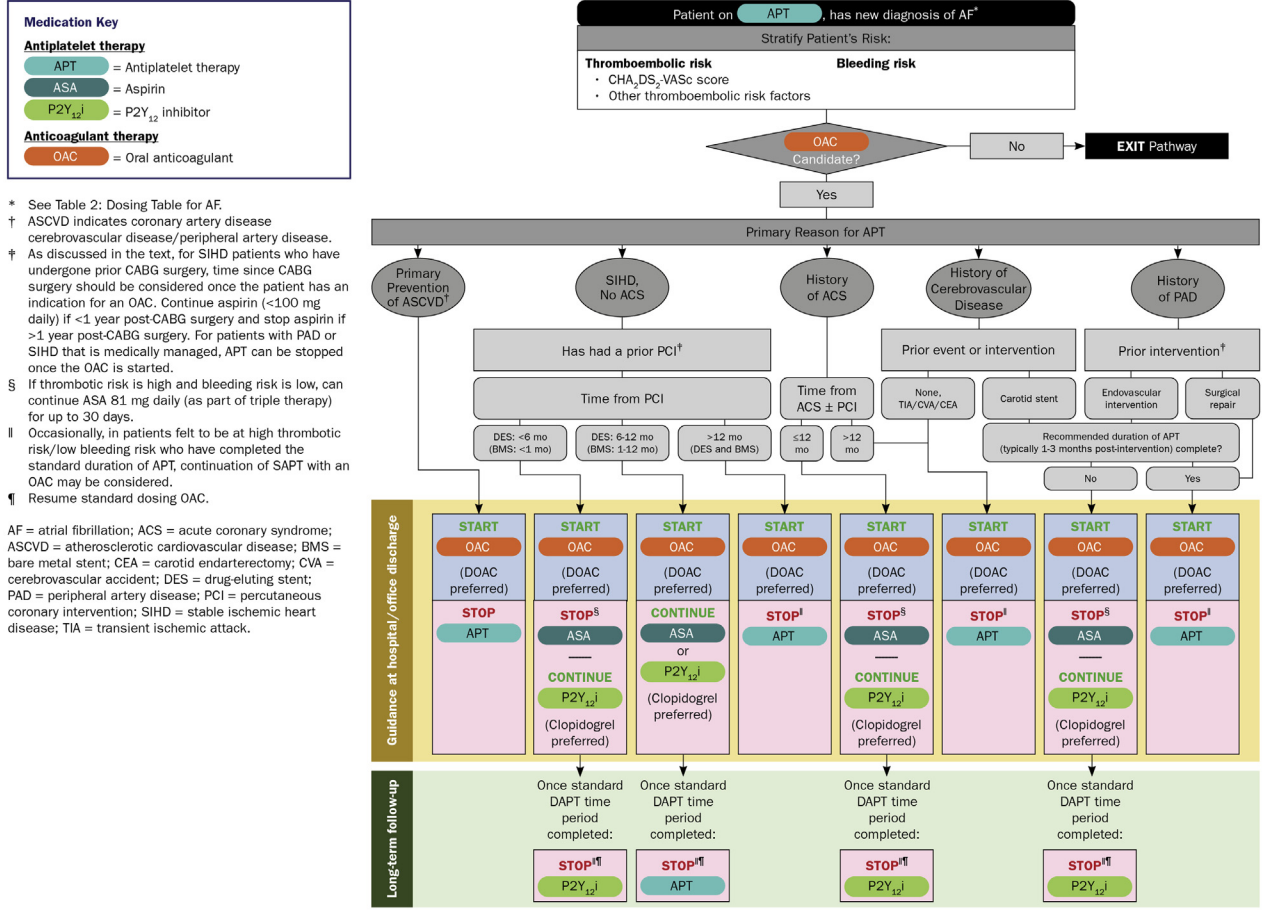 Medication Key
Antiplatelet therapy
APT = Antiplatelet therapy
ASA = Aspirin
P2Y12i = P2Y12 inhibitor
Anticoagulant therapy
OAC = Oral anticoagulant
* See Table 2: Dosing Table for AF.
† ASCVD indicates coronary artery disease
cerebrovascular disease/peripheral artery disease.
‡ As discussed in the text, for SIHD patients who have
undergone prior CABG surgery, time since CABG
surgery should be considered once the patient has an
indication for an OAC. Continue aspirin (<100 mg
daily) if <1 year post-CABG surgery and stop aspirin if
>1 year post-CABG surgery. For patients with PAD or
SIHD that is medically managed, APT can be stopped
once the OAC is started.
§ If thrombotic risk is high and bleeding risk is low, can
continue ASA 81 mg daily (as part of triple therapy)
for up to 30 days.
‖ Occasionally, in patients felt to be at high thrombotic
risk/low bleeding risk who have completed the
standard duration of APT, continuation of SAPT with an
OAC may be considered.
¶ Resume standard dosing OAC.
AF = atrial fibrillation; ACS = acute coronary syndrome;
ASCVD = atherosclerotic cardiovascular disease; BMS =
bare metal stent; CEA = carotid endarterectomy; CVA =
cerebrovascular accident; DES = drug-eluting stent;
PAD = peripheral artery disease; PCI = percutaneous
coronary intervention; SIHD = stable ischemic heart
disease; TIA = transient ischemic attack.
Patient on APT, has new diagnosis of AF*
Stratify Patient's Risk:
Thromboembolic risk
• CHA2DS2-VASc score
• Other thromboembolic risk factors
Bleeding risk
OAC
Candidate?
No
EXIT Pathway
Yes
Primary Reason for APT
Primary
Prevention
of ASCVD†
SIHD,
No ACS
History
of ACS
History of
Cerebrovascular
Disease
History
of PAD
Has had a prior PCI‡
Prior event or intervention
Prior intervention‡
Time from PCI
Time from
ACS ± PCI
None,
TIA/CVA/CEA
Carotid stent
Endovascular
intervention
Surgical
repair
DES: <6 mo
(BMS: <1 mo)
DES: 6-12 mo
(BMS: 1-12 mo)
>12 mo
(DES and BMS)
≤12
mo
>12
mo
Recommended duration of APT
(typically 1-3 months post-intervention) complete?
No
Yes
Guidance at hospital/office discharge
START
OAC
(DOAC
preferred)
STOP
APT
START
OAC
(DOAC
preferred)
STOP§
ASA
CONTINUE
P2Y12i
(Clopidogrel
preferred)
START
OAC
(DOAC
preferred)
CONTINUE
ASA
or
P2Y12i
(Clopidogrel
preferred)
START
OAC
(DOAC
preferred)
STOP‖
APT
START
OAC
(DOAC
preferred)
STOP§
ASA
CONTINUE
P2Y12i
(Clopidogrel
preferred)
START
OAC
(DOAC
preferred)
STOP‖
APT
START
OAC
(DOAC
preferred)
STOP§
ASA
CONTINUE
P2Y12i
(Clopidogrel
preferred)
START
OAC
(DOAC
preferred)
STOP‖
APT
Long-term follow-up
Once standard
DAPT time
period
completed:
STOP‖¶
P2Y12i
Once standard
DAPT time
period
completed:
STOP‖¶
APT
Once standard
DAPT time
period
completed:
STOP‖¶
P2Y12i
Once standard
DAPT time
period
completed:
STOP‖¶
P2Y12i